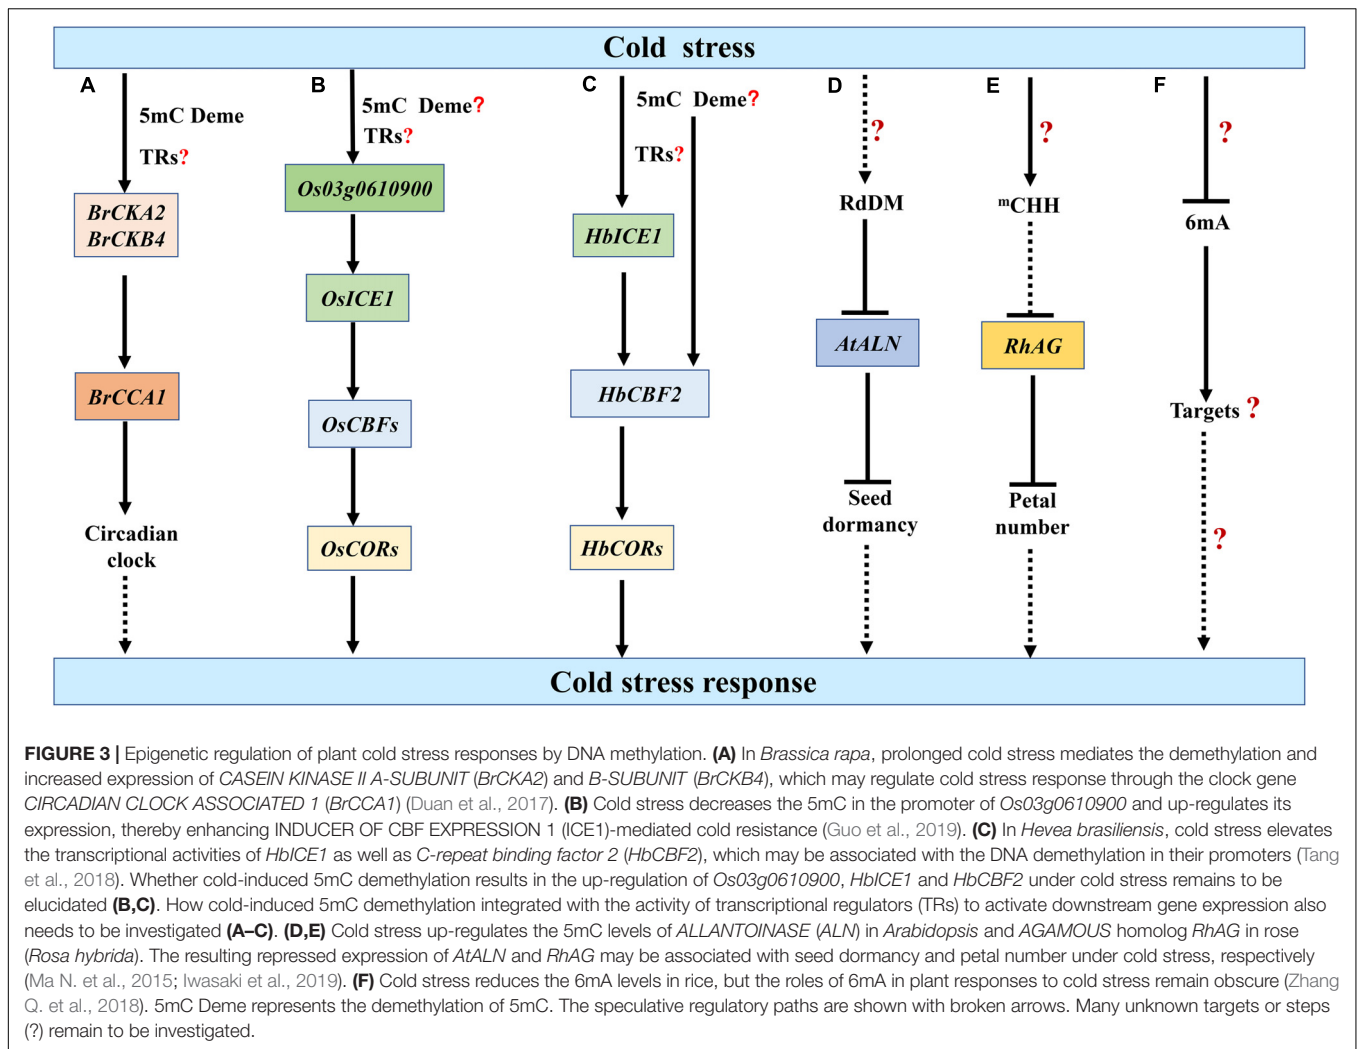 Cold stress
A
5mC Deme
TRs?
BrCKA2
BrCKB4
BrCCA1
Circadian
clock
B
5mC Deme?
TRs?
Os03g0610900
OsICE1
OsCBFs
OsCORs
C
5mC Deme?
TRs?
HbICE1
HbCBF2
HbCORs
D
?
RdDM
AtALN
Seed
dormancy
E
?
mCHH
RhAG
Petal
number
F
?
6mA
Targets ?
?
Cold stress response
FIGURE 3 | Epigenetic regulation of plant cold stress responses by DNA methylation. (A) In Brassica rapa, prolonged cold stress mediates the demethylation and
increased expression of CASEIN KINASE II A-SUBUNIT (BrCKA2) and B-SUBUNIT (BrCKB4), which may regulate cold stress response through the clock gene
CIRCADIAN CLOCK ASSOCIATED 1 (BrCCA1) (Duan et al., 2017). (B) Cold stress decreases the 5mC in the promoter of Os03g0610900 and up-regulates its
expression, thereby enhancing INDUCER OF CBF EXPRESSION 1 (ICE1)-mediated cold resistance (Guo et al., 2019). (C) In Hevea brasiliensis, cold stress elevates
the transcriptional activities of HbICE1 as well as C-repeat binding factor 2 (HbCBF2), which may be associated with the DNA demethylation in their promoters (Tang
et al., 2018). Whether cold-induced 5mC demethylation results in the up-regulation of Os03g0610900, HbICE1 and HbCBF2 under cold stress remains to be
elucidated (B,C). How cold-induced 5mC demethylation integrated with the activity of transcriptional regulators (TRs) to activate downstream gene expression also
needs to be investigated (A–C). (D,E) Cold stress up-regulates the 5mC levels of ALLANTOINASE (ALN) in Arabidopsis and AGAMOUS homolog RhAG in rose
(Rosa hybrida). The resulting repressed expression of AtALN and RhAG may be associated with seed dormancy and petal number under cold stress, respectively
(Ma N. et al., 2015; Iwasaki et al., 2019). (F) Cold stress reduces the 6mA levels in rice, but the roles of 6mA in plant responses to cold stress remain obscure (Zhang
Q. et al., 2018). 5mC Deme represents the demethylation of 5mC. The speculative regulatory paths are shown with broken arrows. Many unknown targets or steps
(?) remain to be investigated.